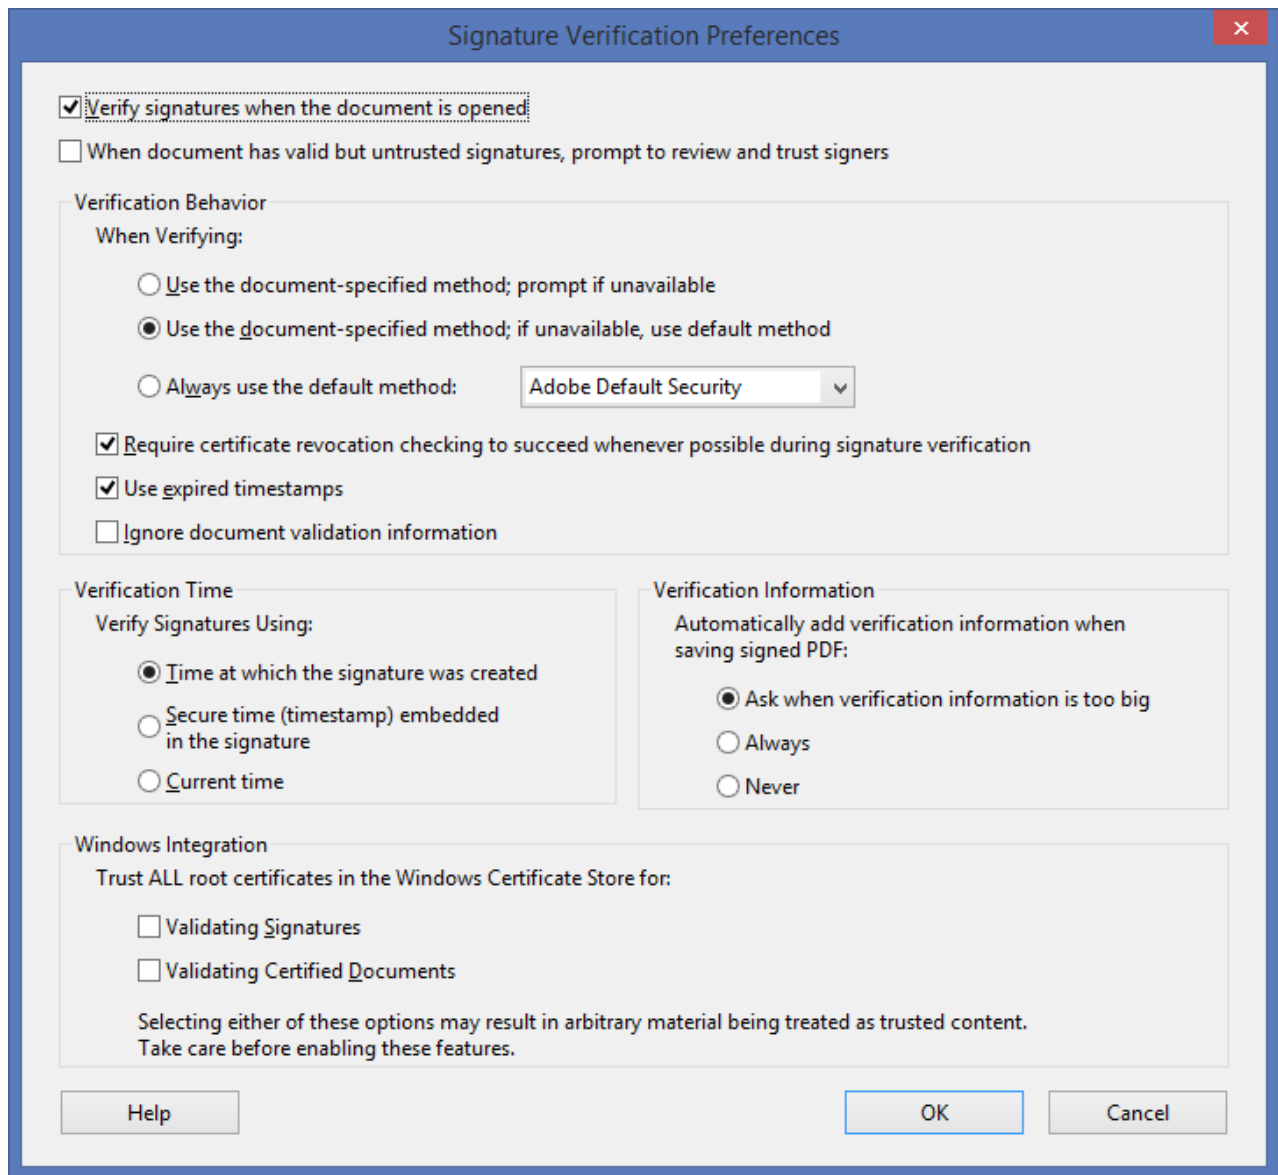 Signature Verification Preferences
Verify signatures when the document is opened
When document has valid but untrusted signatures, prompt to review and trust signers
Verification Behavior
When Verifying:
Use the document-specified method; prompt if unavailable
Use the document-specified method; if unavailable, use default method
Always use the default method: Adobe Default Security
Require certificate revocation checking to succeed whenever possible during signature verification
Use expired timestamps
Ignore document validation information
Verification Time
Verify Signatures Using:
Time at which the signature was created
Secure time (timestamp) embedded
in the signature
Current time
Verification Information
Automatically add verification information when
saving signed PDF:
Ask when verification information is too big
Always
Never
Windows Integration
Trust ALL root certificates in the Windows Certificate Store for:
Validating Signatures
Validating Certified Documents
Selecting either of these options may result in arbitrary material being treated as trusted content.
Take care before enabling these features.
Help OK Cancel